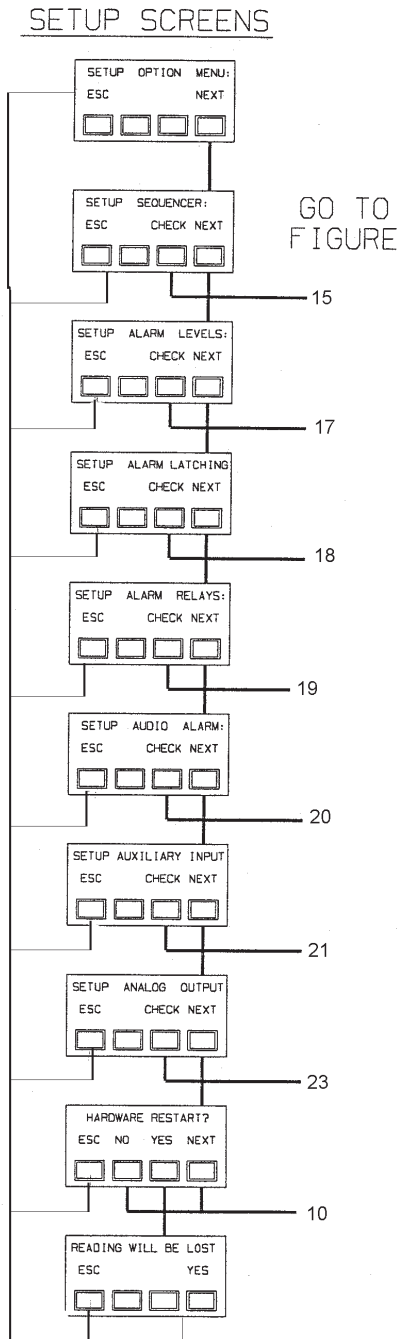 SETUP SCREENS
SETUP OPTION MENU:
ESC NEXT
SETUP SEQUENCER:
ESC CHECK NEXT
GO TO
FIGURE
15
SETUP ALARM LEVELS:
ESC CHECK NEXT
17
SETUP ALARM LATCHING
ESC CHECK NEXT
18
SETUP ALARM RELAYS:
ESC CHECK NEXT
19
SETUP AUDIO ALARM:
ESC CHECK NEXT
20
SETUP AUXILIARY INPUT
ESC CHECK NEXT
21
SETUP ANALOG OUTPUT
ESC CHECK NEXT
23
HARDWARE RESTART?
ESC NO YES NEXT
10
READING WILL BE LOST
ESC YES